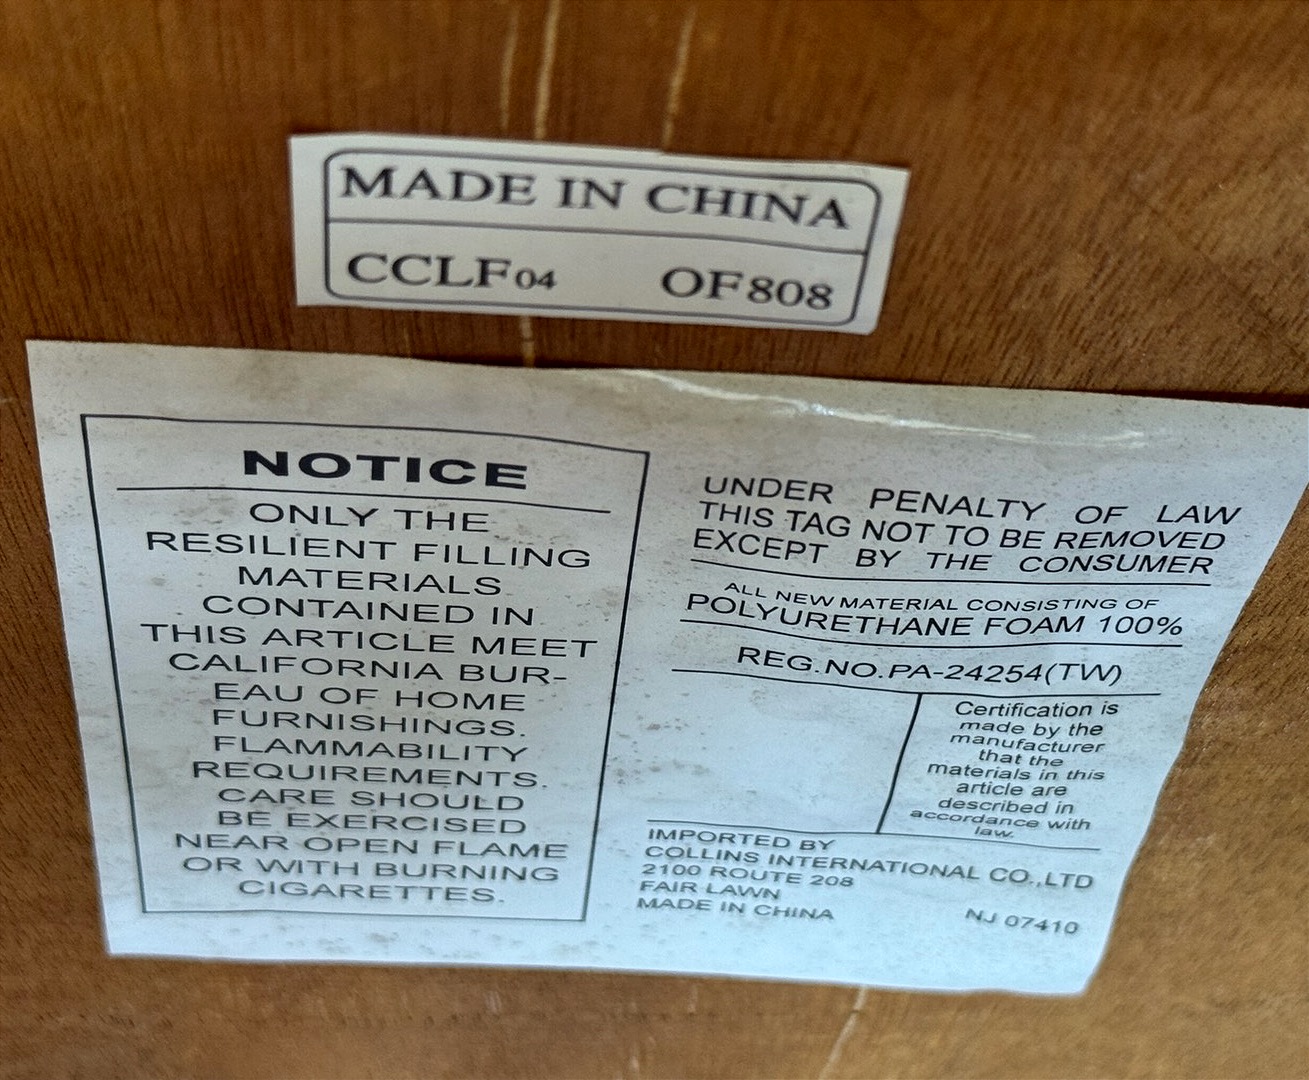 MADE IN CHINA
CCLF04 OF808
NOTICE
ONLY THE
RESILIENT FILLING
MATERIALS
CONTAINED IN
THIS ARTICLE MEET
CALIFORNIA BUR-
EAU OF HOME
FURNISHINGS.
FLAMMABILITY
REQUIREMENTS.
CARE SHOULD
BE EXERCISED
NEAR OPEN FLAME
OR WITH BURNING
CIGARETTES.
UNDER PENALTY OF LAW
THIS TAG NOT TO BE REMOVED
EXCEPT BY THE CONSUMER
ALL NEW MATERIAL CONSISTING OF
POLYURETHANE FOAM 100%
REG.NO.PA-24254(TW)
Certification is
made by the
manufacturer
that the
materials in this
article are
described in
accordance with
law.
IMPORTED BY
COLLINS INTERNATIONAL CO.,LTD
2100 ROUTE 208
FAIR LAWN
MADE IN CHINA NJ 07410